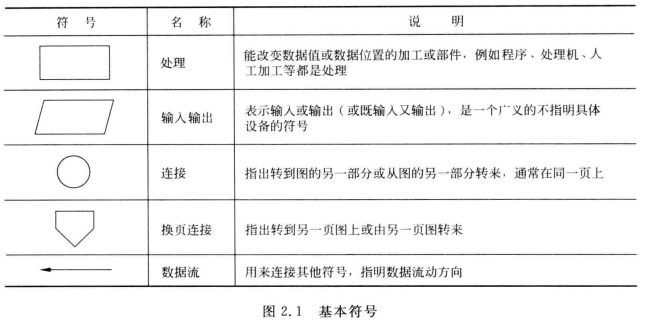 符 号 名 称 说 明
处理 能改变数据值或数据位置的加工或部件，例如程序、处理机、人
工加工等都是处理
输入输出 表示输入或输出（或既输入又输出），是一个广义的不指明具体
设备的符号
连接 指出转到图的另一部分或从图的另一部分转来，通常在同一页上
换页连接 指出转到另一页图上或由另一页图转来
数据流 用来连接其他符号，指明数据流动方向
图 2.1 基本符号